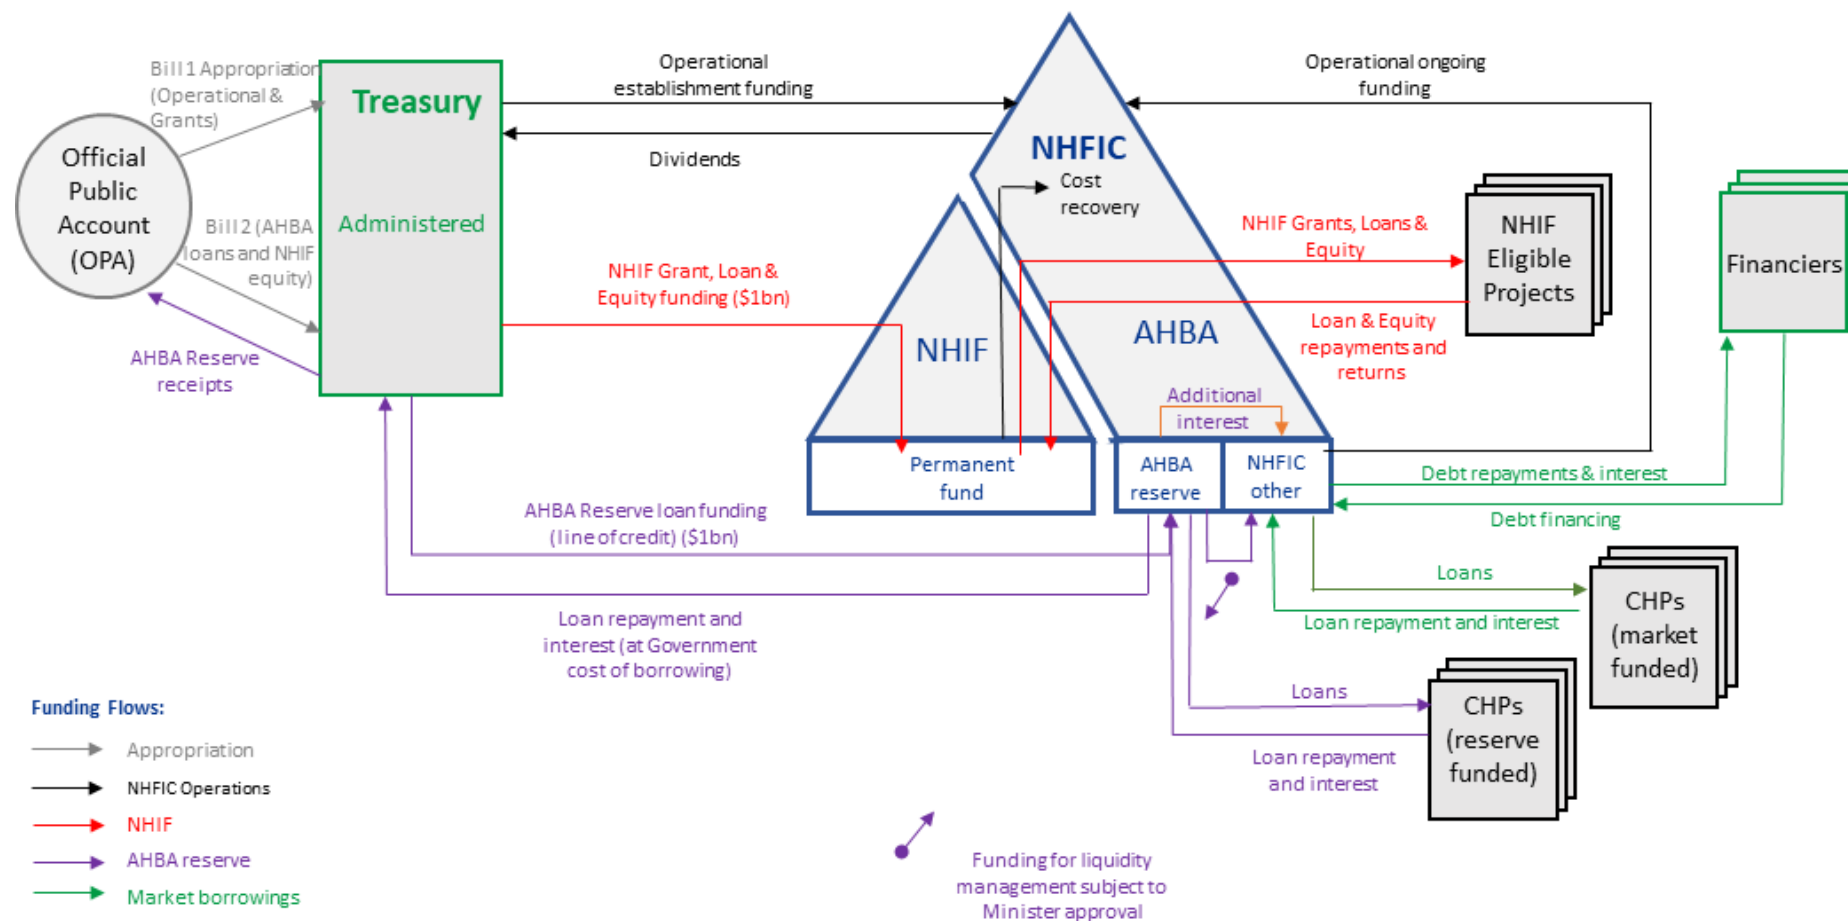 Bill 1 Appropriation
(Operational &
Grants)
Official
Public
Account
(OPA)
Bill 2 (AHBA
loans and NHIF
equity)
AHBA Reserve
receipts
Treasury
Administered
Operational
establishment funding
Dividends
NHIF Grant, Loan &
Equity funding ($1bn)
NHFIC
Cost
recovery
NHIF
AHBA
Additional
interest
Permanent
fund
AHBA
reserve
NHFIC
other
Operational ongoing
funding
NHIF Grants, Loans &
Equity
Loan & Equity
repayments and
returns
NHIF
Eligible
Projects
Financiers
Debt repayments & interest
Debt financing
AHBA Reserve loan funding
(line of credit) ($1bn)
Loan repayment and
interest (at Government
cost of borrowing)
Loans
Loan repayment and interest
CHPs
(market
funded)
Loans
Loan repayment
and interest
CHPs
(reserve
funded)
Funding Flows:
Appropriation
NHFIC Operations
NHIF
AHBA reserve
Market borrowings
Funding for liquidity
management subject to
Minister approval